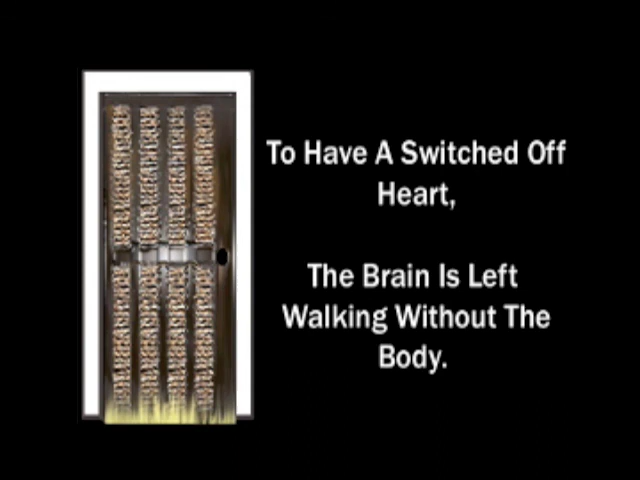 To Have A Switched Off
Heart,
The Brain Is Left
Walking Without The
Body.